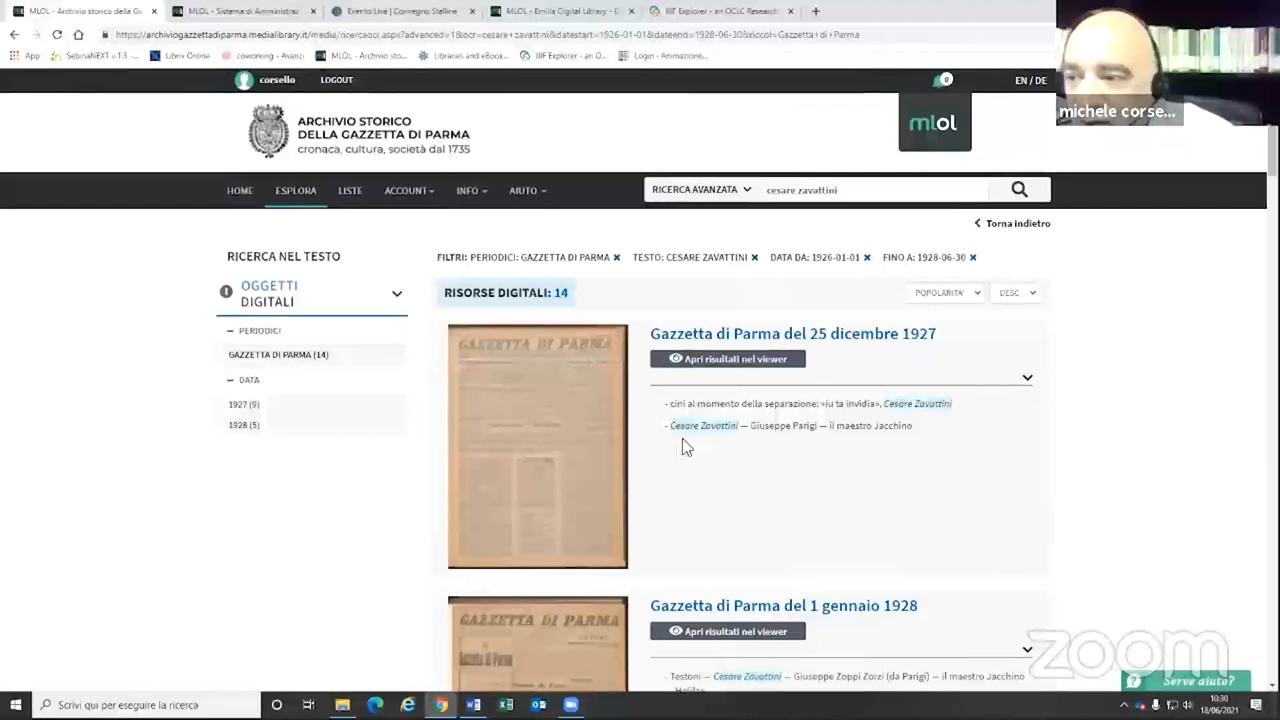 MLOL - Archivio storico della Ga
MLOL - Sistema di Amministraz
Evento Live | Convegno Stelline
MLOL - Emilia Digital Library - E
IIIF Explorer - an OCLC Research
https://archiviogazzettadiparma.medialibrary.it/media/ricercaocr.aspx?advanced=1&ocr=cesare+zavattini&datestart=1926-01-01&dateend=1928-06-30&riccol=Gazzetta+di+Parma
App
SebinaNEXT v.1.8 -...
Librix Online
coworking - Avanzi
MLOL - Archivio sto...
Libraries and eBook...
IIIF Explorer - an O...
Login - Animazione...
corsello
LOGOUT
0
EN / DE
michele corse...
ARCHIVIO STORICO
DELLA GAZZETTA DI PARMA
cronaca, cultura, società dal 1735
mlol
HOME
ESPLORA
LISTE
ACCOUNT
INFO
AIUTO
RICERCA AVANZATA
cesare zavattini
Torna indietro
RICERCA NEL TESTO
OGGETTI
DIGITALI
PERIODICI
GAZZETTA DI PARMA (14)
DATA
1927 (9)
1928 (5)
FILTRI: PERIODICI: GAZZETTA DI PARMA × TESTO: CESARE ZAVATTINI × DATA DA: 1926-01-01 × FINO A: 1928-06-30 ×
RISORSE DIGITALI: 14
POPOLARITA'
DESC
GAZZETTA DI PARMA
Gazzetta di Parma del 25 dicembre 1927
Apri risultati nel viewer
- cini al momento della separazione: «iu ta invidia», Cesare Zavattini
- Cesare Zavattini — Giuseppe Parigi — il maestro Jacchino
GAZZETTA DI PARMA
Gazzetta di Parma
Gazzetta di Parma del 1 gennaio 1928
Apri risultati nel viewer
- Testoni — Cesare Zavattini — Giuseppe Zoppi Zorzi (da Parigi) — il maestro Jacchino
zoom
Serve aiuto?
Scrivi qui per eseguire la ricerca
10:30
18/06/2021